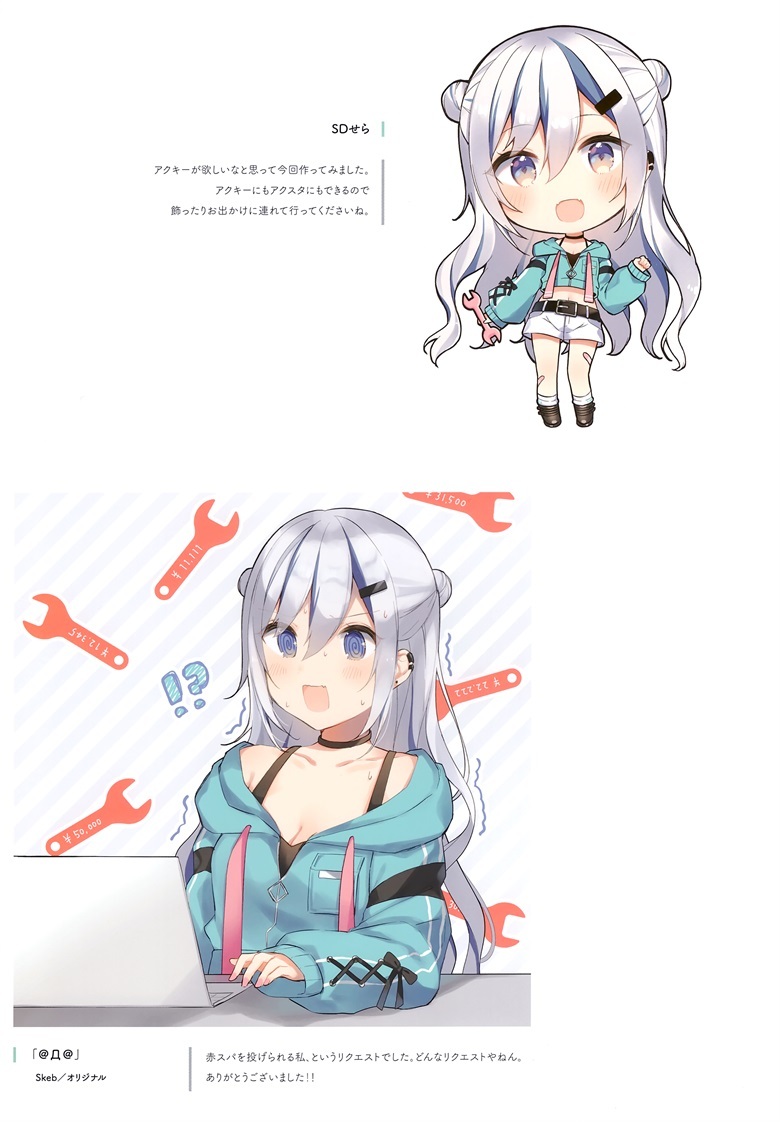 SDせら
アクキーが欲しいなと思って今回作ってみました。
アクキーにもアクスタにもできるので
飾ったりお出かけに連れて行ってくださいね。
¥31,500
¥11,111
¥12,345
!?
¥22,222
¥50,000
「@Д@」
Skeb／オリジナル
赤スパを投げられる私、というリクエストでした。どんなリクエストやねん。
ありがとうございました!!